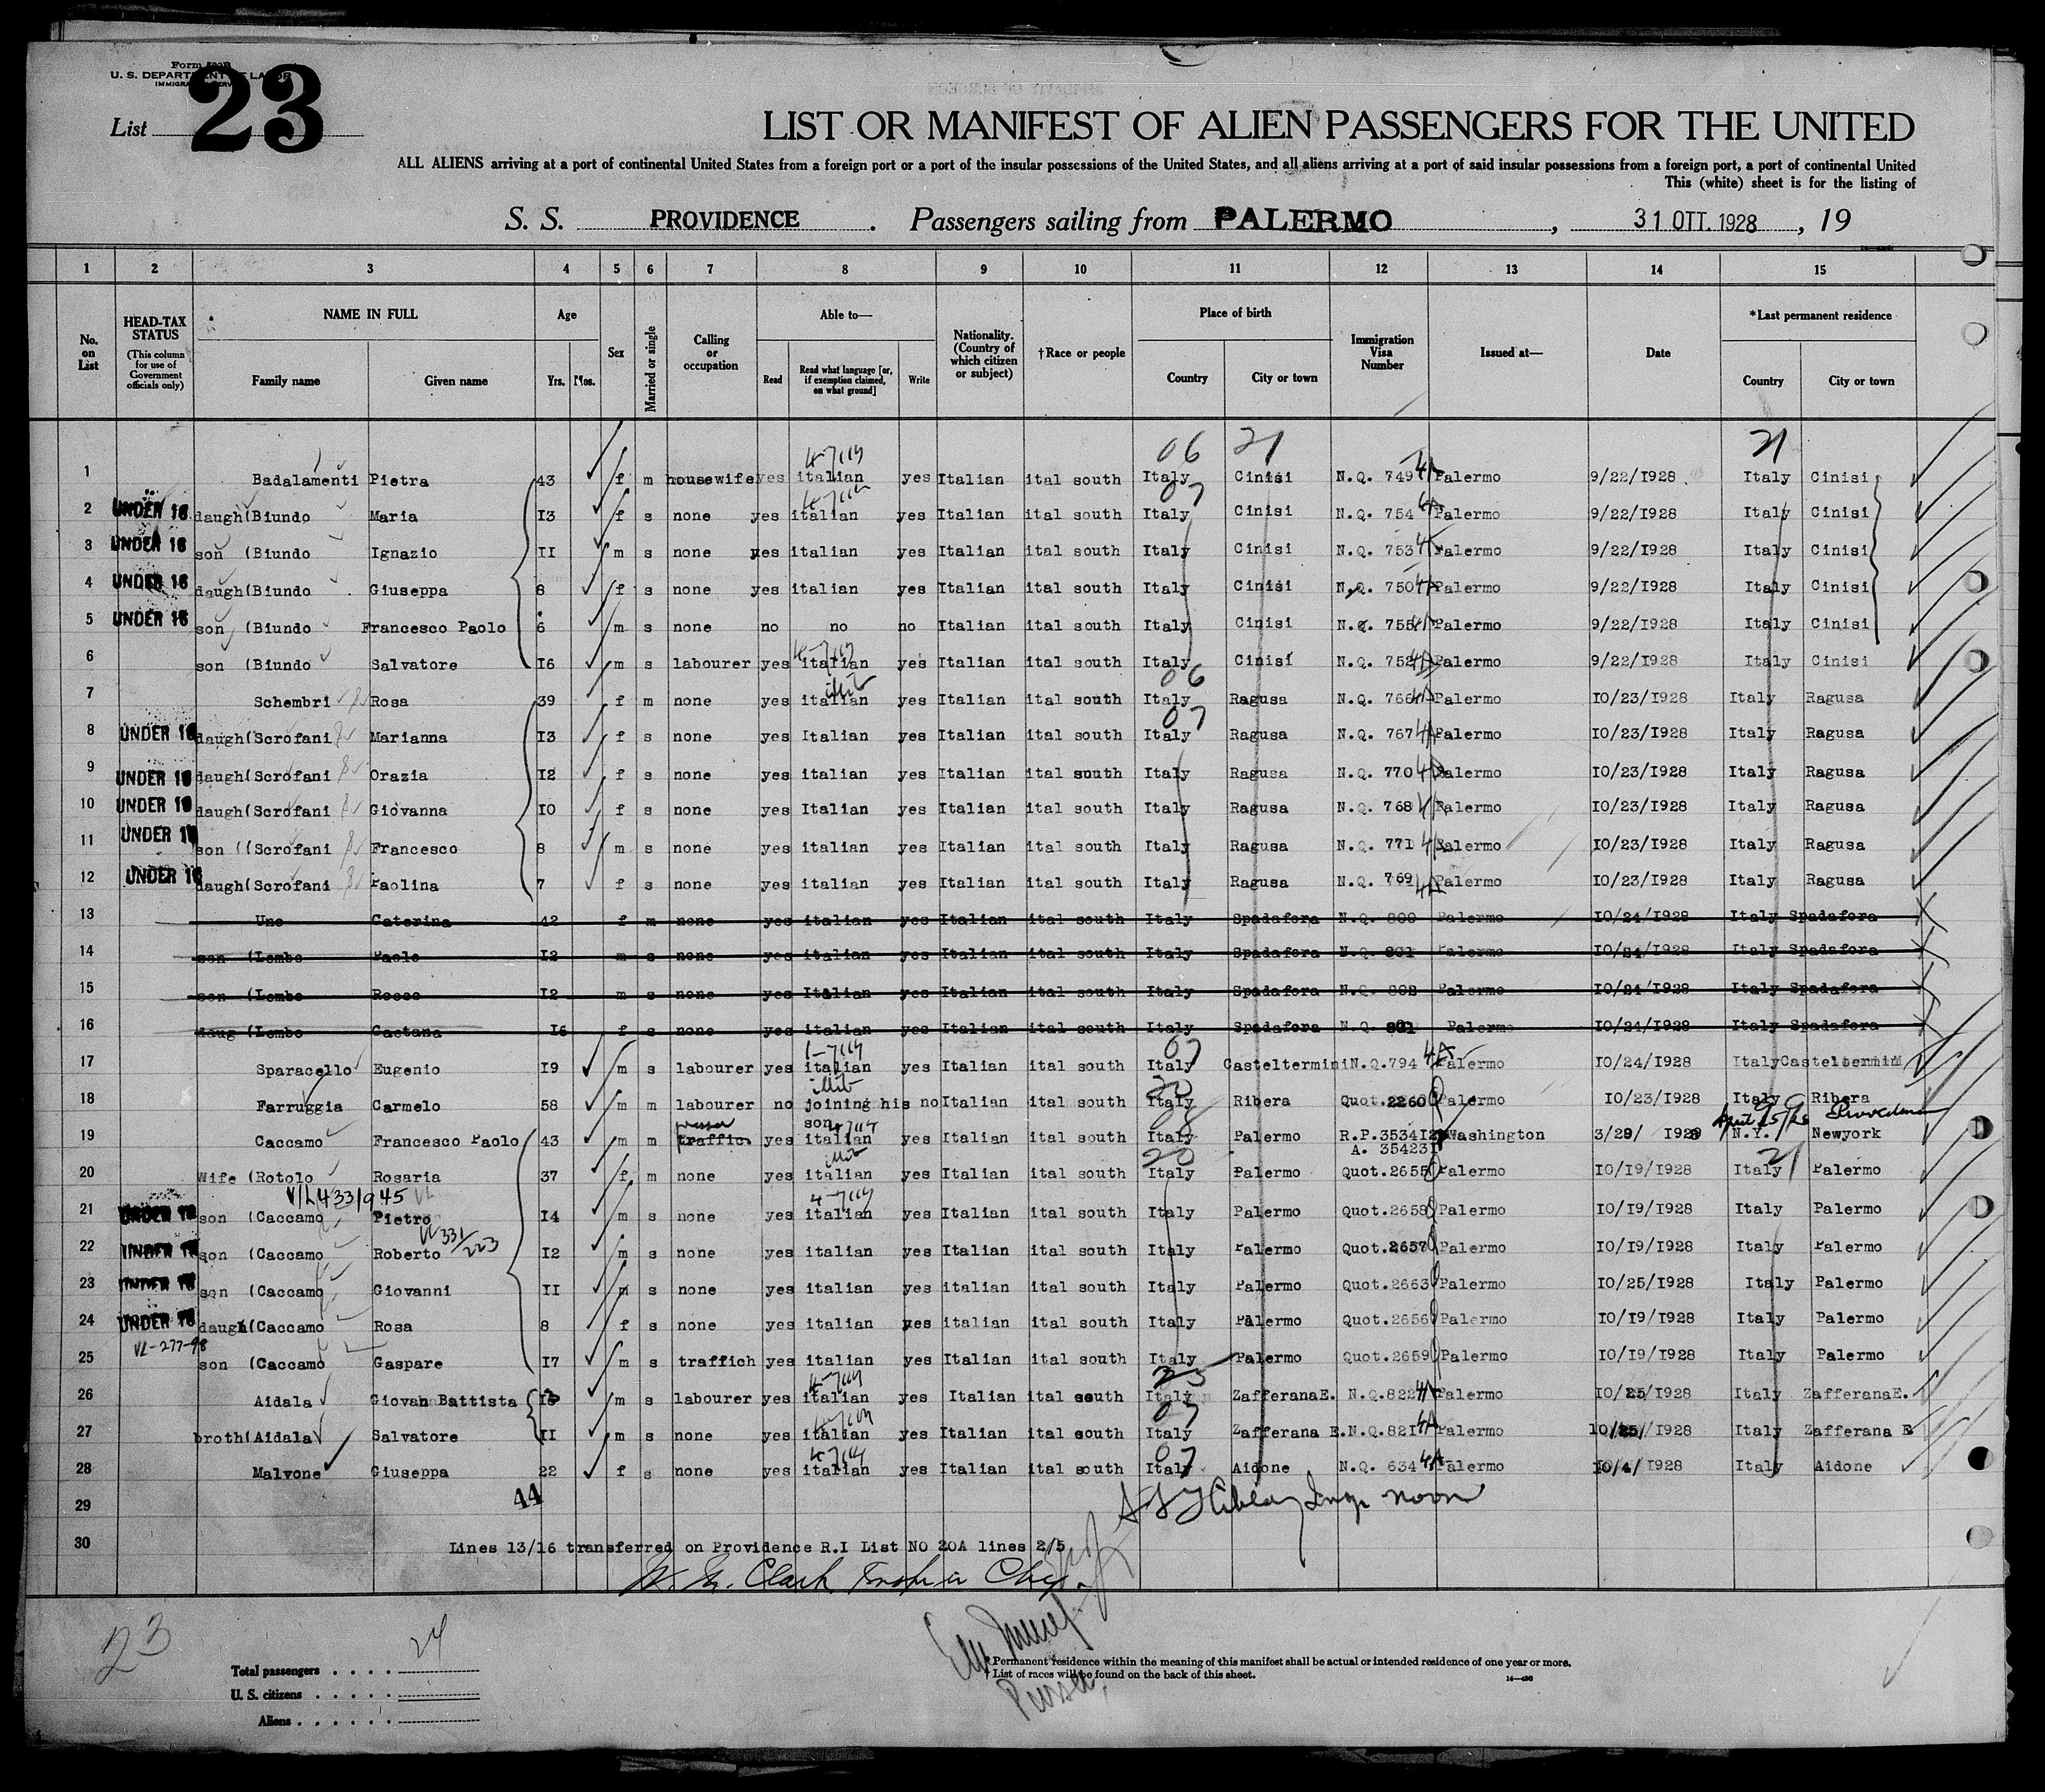 Form 500B
U. S. DEPARTMENT OF LABOR
IMMIGRATION SERVICE
List 23
LIST OR MANIFEST OF ALIEN PASSENGERS FOR THE UNITED
ALL ALIENS arriving at a port of continental United States from a foreign port or a port of the insular possessions of the United States, and all aliens arriving at a port of said insular possessions from a foreign port, a port of continental United
This (white) sheet is for the listing of
S. S. PROVIDENCE . Passengers sailing from PALERMO , 31 OTT. 1928 , 19
1 2 3 4 5 6 7 8 9 10 11 12 13 14 15
No. on List
HEAD-TAX STATUS (This column for use of Government officials only)
NAME IN FULL
Family name Given name
Age
Yrs. Mos.
Sex
Married or single
Calling or occupation
Able to—
Read Read what language [or, if exemption claimed, on what ground] Write
Nationality. (Country of which citizen or subject)
†Race or people
Place of birth
Country City or town
Immigration Visa Number
Issued at—
Date
*Last permanent residence
Country City or town
06 21 21
1 Badalamenti Pietra 43 f m housewife yes italian yes Italian ital south Italy Cinisi N.Q. 749 Palermo 9/22/1928 Italy Cinisi
2 UNDER 16 daugh(Biundo Maria 13 f s none yes italian yes Italian ital south Italy Cinisi N.Q. 754 Palermo 9/22/1928 Italy Cinisi
3 UNDER 16 son (Biundo Ignazio 11 m s none yes italian yes Italian ital south Italy Cinisi N.Q. 753 Palermo 9/22/1928 Italy Cinisi
4 UNDER 16 daugh(Biundo Giuseppa 8 f s none yes italian yes Italian ital south Italy Cinisi N.Q. 750 Palermo 9/22/1928 Italy Cinisi
5 UNDER 16 son (Biundo Francesco Paolo 6 m s none no no no Italian ital south Italy Cinisi N.Q. 755 Palermo 9/22/1928 Italy Cinisi
6 son (Biundo Salvatore 16 m s labourer yes italian yes Italian ital south Italy Cinisi N.Q. 752 Palermo 9/22/1928 Italy Cinisi
7 Schembri Rosa 39 f m none yes italian yes Italian ital south Italy Ragusa N.Q. 766 Palermo 10/23/1928 Italy Ragusa
8 UNDER 16 daugh(Scrofani Marianna 13 f s none yes Italian yes Italian ital south Italy Ragusa N.Q. 767 Palermo 10/23/1928 Italy Ragusa
9 UNDER 16 daugh(Scrofani Orazia 12 f s none yes italian yes Italian ital south Italy Ragusa N.Q. 770 Palermo 10/23/1928 Italy Ragusa
10 UNDER 16 daugh(Scrofani Giovanna 10 f s none yes Italian yes Italian ital south Italy Ragusa N.Q. 768 Palermo 10/23/1928 Italy Ragusa
11 UNDER 16 son ((Scrofani Francesco 8 m s none yes italian yes Italian ital south Italy Ragusa N.Q. 771 Palermo 10/23/1928 Italy Ragusa
12 UNDER 16 daugh(Scrofani Paolina 7 f s none yes italian yes Italian ital south Italy Ragusa N.Q. 769 Palermo 10/23/1928 Italy Ragusa
13 Uno Caterina 42 f m none yes italian yes Italian ital south Italy Spadafora N.Q. 800 Palermo 10/24/1928 Italy Spadafora
14 son (Lembo Paolo 12 m s none yes italian yes Italian ital south Italy Spadafora N.Q. 801 Palermo 10/24/1928 Italy Spadafora
15 son (Lembo Rocco 12 m s none yes Italian yes Italian ital south Italy Spadafora N.Q. 802 Palermo 10/24/1928 Italy Spadafora
16 daug (Lembo Gaetana 16 f s none yes italian yes Italian ital south Italy Spadafora N.Q. Palermo 10/24/1928 Italy Spadafora
17 Sparacello Eugenio 19 m s labourer yes italian yes Italian ital south Italy Casteltermini N.Q.794 Palermo 10/24/1928 Italy Casteltermini
18 Farruggia Carmelo 58 m m labourer no joining his son no Italian ital south Italy Ribera Quot.2260 Palermo 10/23/1928 Italy Ribera
19 Caccamo Francesco Paolo 43 m m presser traffic. yes italian yes Italian ital south Italy Palermo R.P.353412 A. 354231 Washington 3/29/ 1928 N.Y. Newyork
20 Wife (Rotolo Rosaria 37 f m none yes italian yes Italian ital south Italy Palermo Quot.2655 Palermo 10/19/1928 Italy Palermo
21 UNDER 16 son (Caccamo Pietro 14 m s none yes italian yes Italian ital south Italy Palermo Quot.2658 Palermo 10/19/1928 Italy Palermo
22 UNDER 16 son (Caccamo Roberto 12 m s none yes italian yes Italian ital south Italy Palermo Quot.2657 Palermo 10/19/1928 Italy Palermo
23 UNDER 16 son (Caccamo Giovanni 11 m s none yes italian yes italian ital south Italy Palermo Quot.2663 Palermo 10/25/1928 Italy Palermo
24 UNDER 16 daugh(Caccamo Rosa 8 f s none yes italian yes italian ital south Italy Palermo Quot.2656 Palermo 10/19/1928 Italy Palermo
VL-277-98
25 son (Caccamo Gaspare 17 m s traffich yes italian yes Italian ital south Italy Palermo Quot.2659 Palermo 10/19/1928 Italy Palermo
26 Aidala Giovan Battista m s labourer yes italian yes Italian ital south Italy ZafferanaE. N.Q.822 Palermo 10/25/1928 Italy ZafferanaE.
27 broth(Aidala Salvatore 11 m s none yes italian yes Italian ital south Italy Zafferana E. N.Q.821 Palermo 10/25/1928 Italy Zafferana E
28 Malvone Giuseppa 22 f s none yes italian yes Italian ital south Italy Aidone N.Q. 634 Palermo 10/4/1928 Italy Aidone
29 44
30 Lines 13/16 transferred on Providence R.I List NO 20A lines 2/5
23
Total passengers 24
U. S. citizens
Aliens
Purser
* Permanent residence within the meaning of this manifest shall be actual or intended residence of one year or more.
† List of races will be found on the back of this sheet.